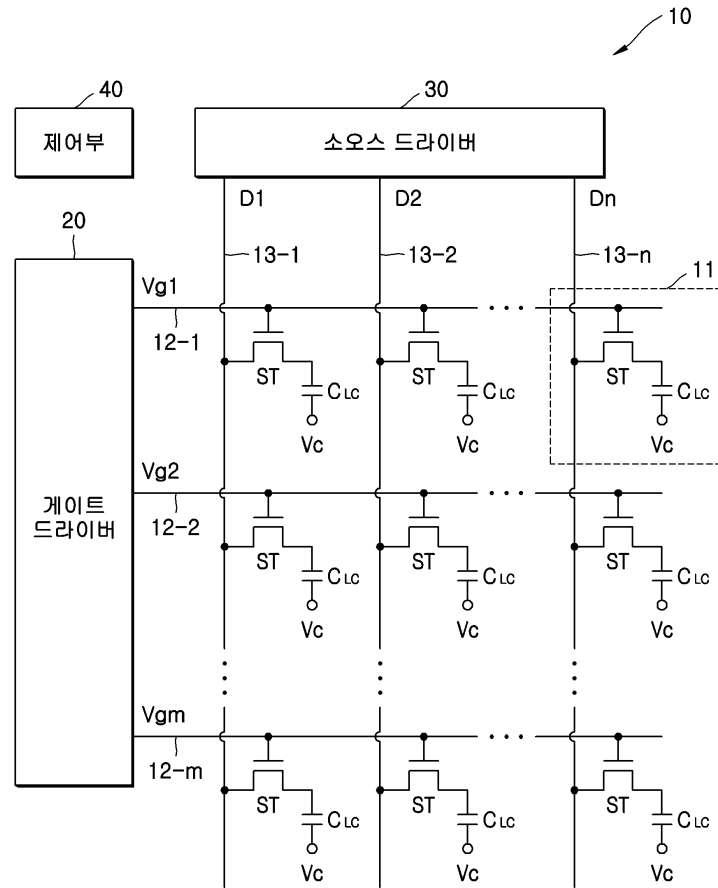 10
40
30
제어부
소오스 드라이버
D1 D2 Dn
20
13-1 13-2 13-n 11
Vg1
12-1
ST ST ST
CLC CLC CLC
Vc Vc Vc
Vg2
게이트
드라이버
12-2
ST ST ST
CLC CLC CLC
Vc Vc Vc
Vgm
12-m
ST ST ST
CLC CLC CLC
Vc Vc Vc